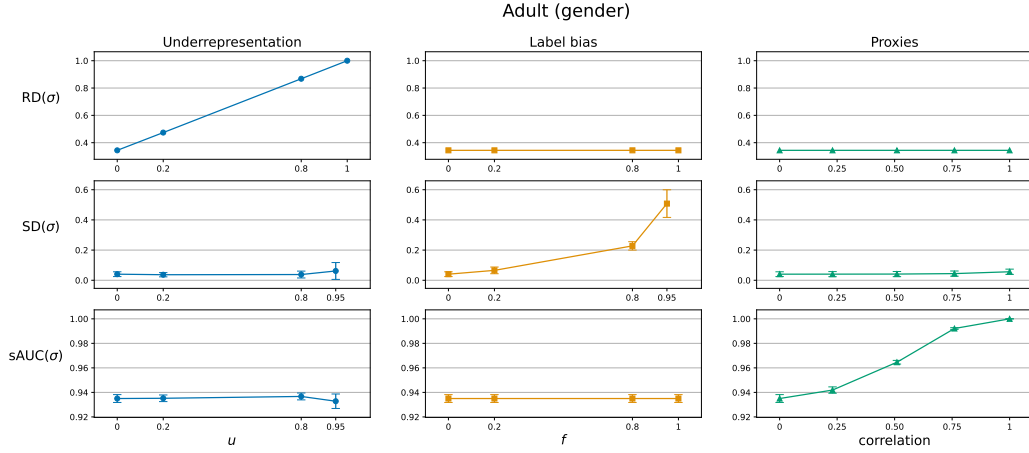 Adult (gender)
Underrepresentation Label bias Proxies
RD(σ)
1.0 0.8 0.6 0.4
0 0.2 0.8 1
1.0 0.8 0.6 0.4
0 0.2 0.8 1
1.0 0.8 0.6 0.4
0 0.25 0.50 0.75 1
SD(σ)
0.6 0.4 0.2 0.0
0 0.2 0.8 0.95
0.6 0.4 0.2 0.0
0 0.2 0.8 0.95
0.6 0.4 0.2 0.0
0 0.25 0.50 0.75 1
sAUC(σ)
1.00 0.98 0.96 0.94 0.92
0 0.2 0.8 0.95
u
1.00 0.98 0.96 0.94 0.92
0 0.2 0.8 1
f
1.00 0.98 0.96 0.94 0.92
0 0.25 0.50 0.75 1
correlation